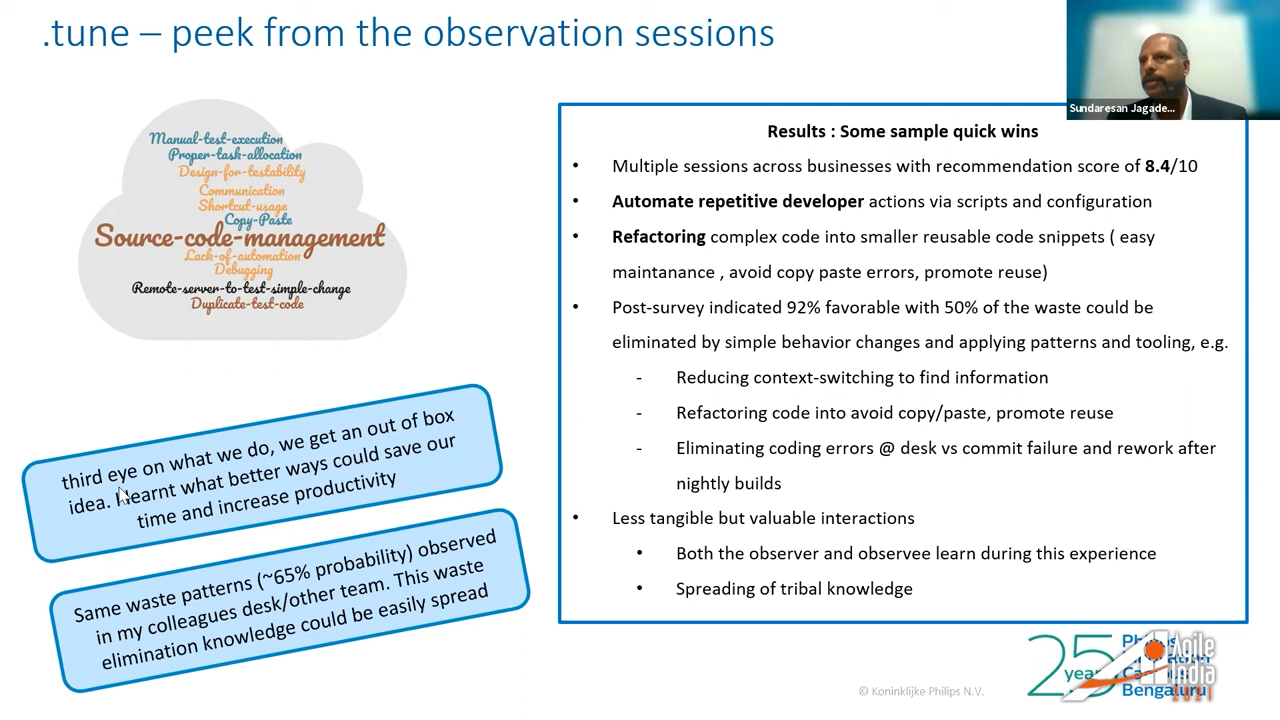 .tune – peek from the observation sessions
Sundaresan Jagade...
Manual-test-execution
Proper-task-allocation
Design-for-testability
Communication
Shortcut-usage
Copy-Paste
Source-code-management
Lack-of-automation
Debugging
Remote-server-to-test-simple-change
Duplicate-test-code
third eye on what we do, we get an out of box
idea. I learnt what better ways could save our
time and increase productivity
Same waste patterns (~65% probability) observed
in my colleagues desk/other team. This waste
elimination knowledge could be easily spread
Results : Some sample quick wins
• Multiple sessions across businesses with recommendation score of 8.4/10
• Automate repetitive developer actions via scripts and configuration
• Refactoring complex code into smaller reusable code snippets ( easy
maintanance , avoid copy paste errors, promote reuse)
• Post-survey indicated 92% favorable with 50% of the waste could be
eliminated by simple behavior changes and applying patterns and tooling, e.g.
- Reducing context-switching to find information
- Refactoring code into avoid copy/paste, promote reuse
- Eliminating coding errors @ desk vs commit failure and rework after
nightly builds
• Less tangible but valuable interactions
• Both the observer and observee learn during this experience
• Spreading of tribal knowledge
© Koninklijke Philips N.V.
25
years
Bengaluru
Agile
India
2021